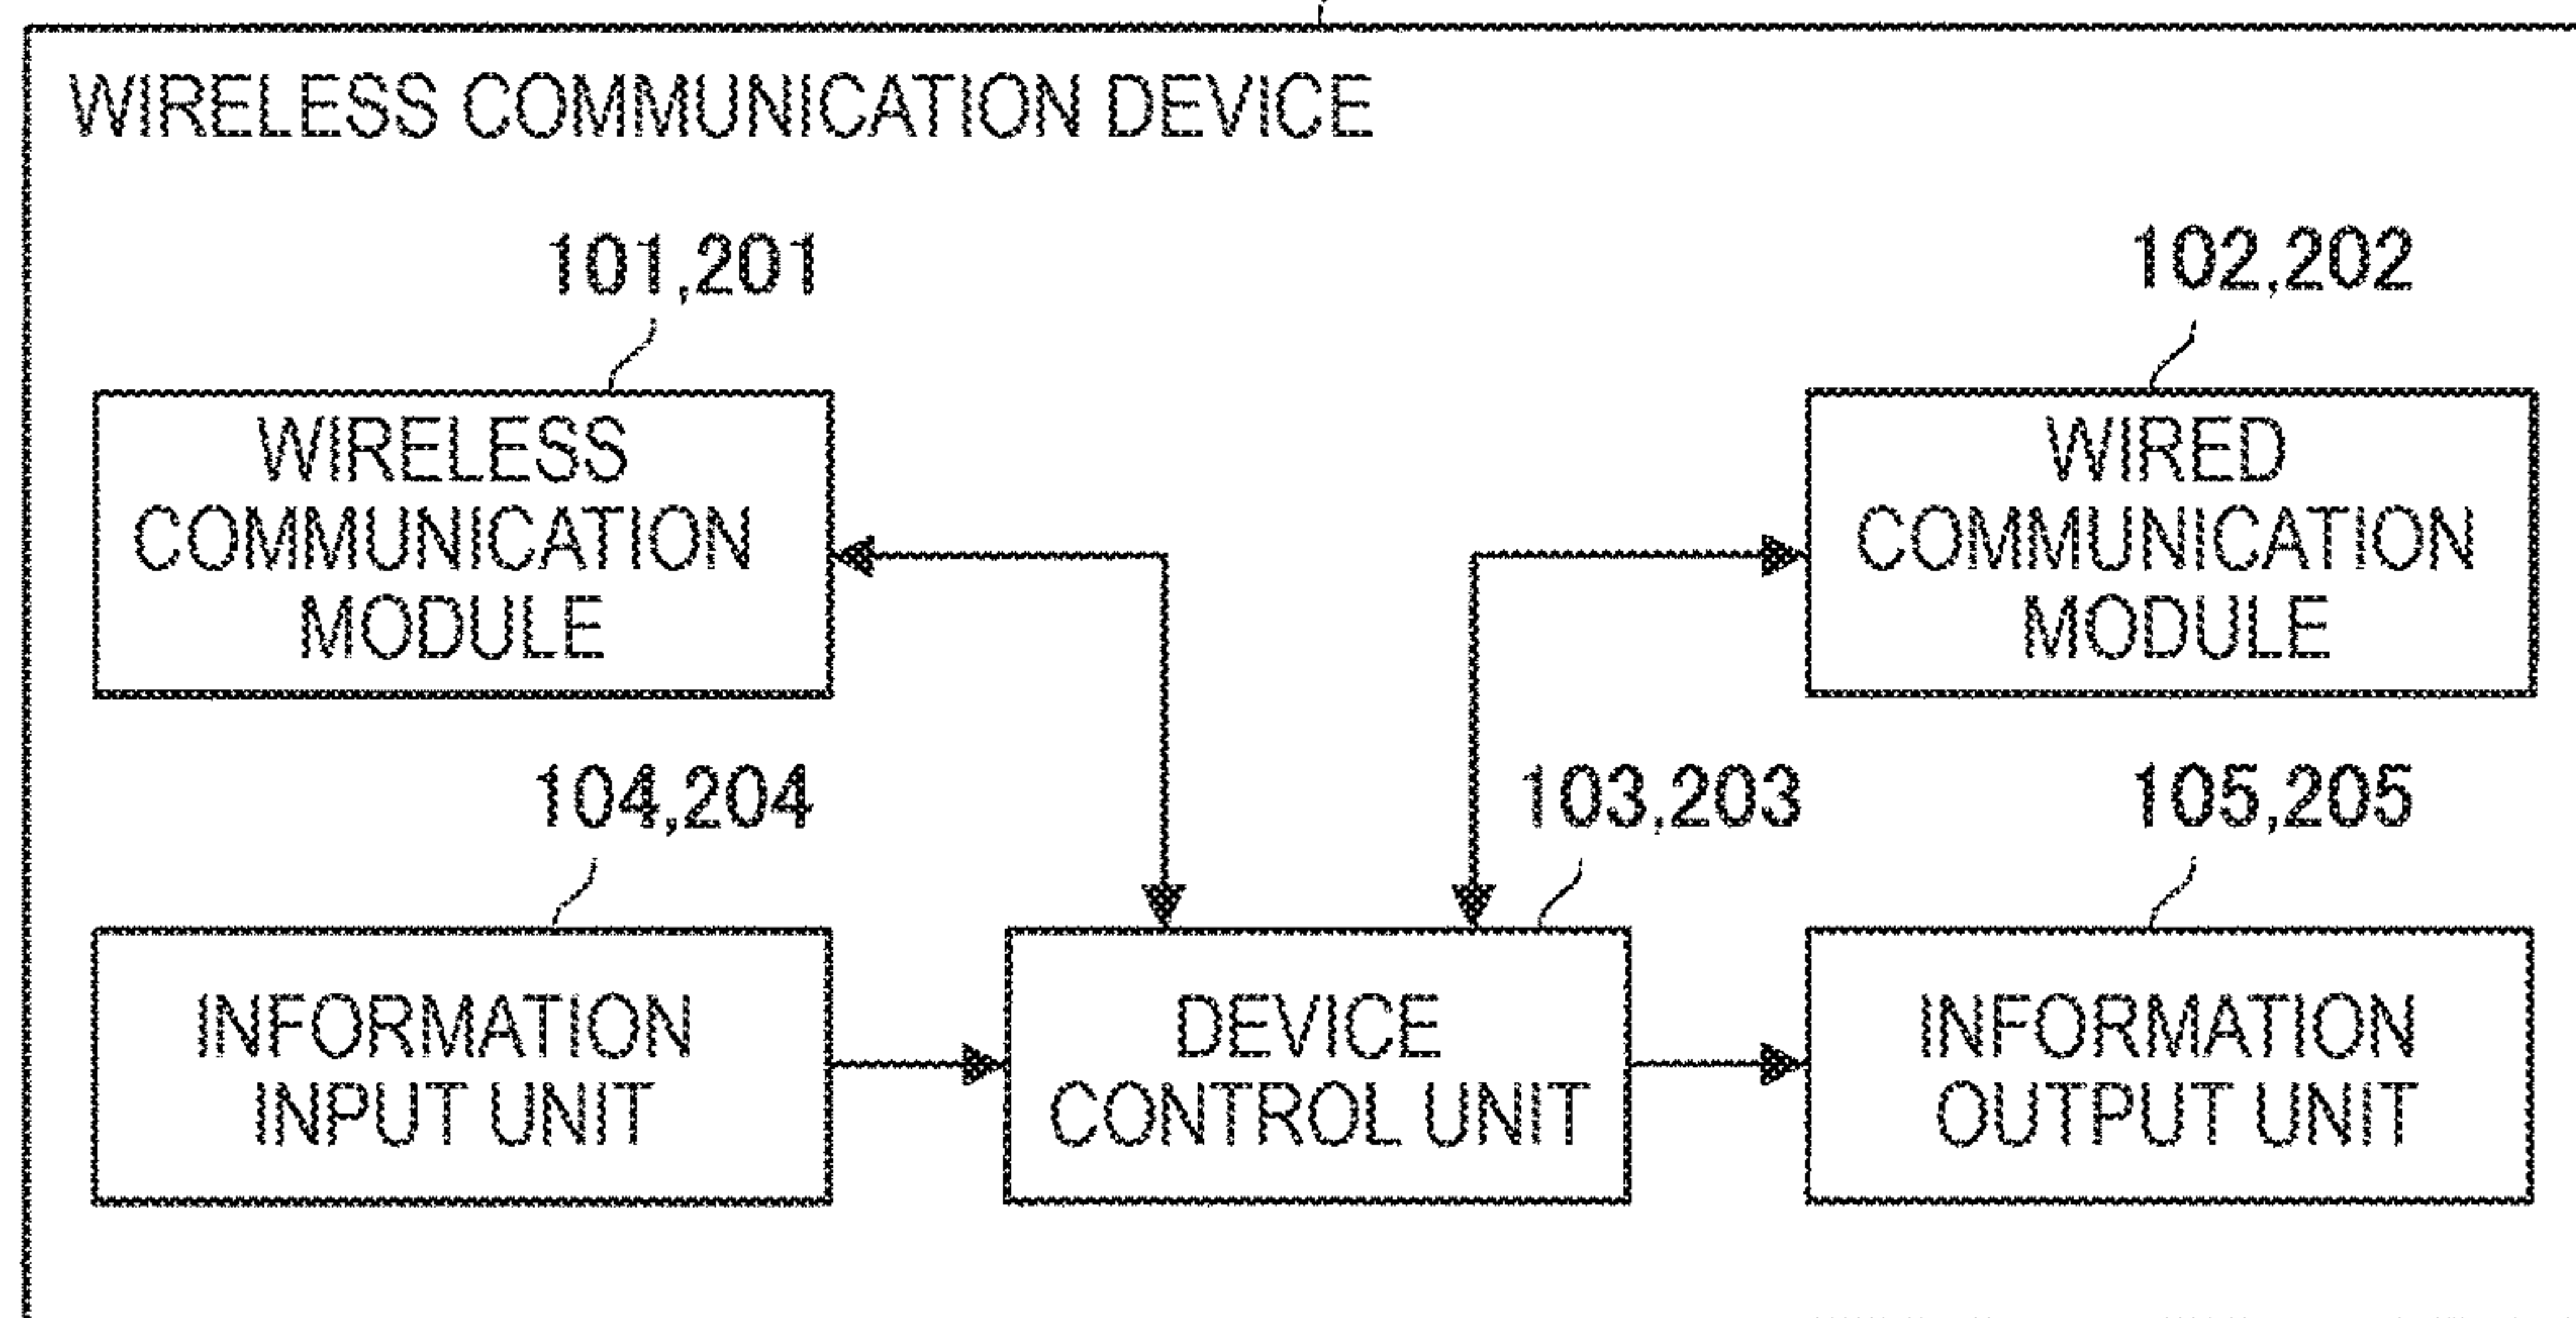 WIRELESS COMMUNICATION DEVICE
101,201
WIRELESS
COMMUNICATION
MODULE
102,202
WIRED
COMMUNICATION
MODULE
104,204
INFORMATION
INPUT UNIT
103,203
DEVICE
CONTROL UNIT
105,205
INFORMATION
OUTPUT UNIT